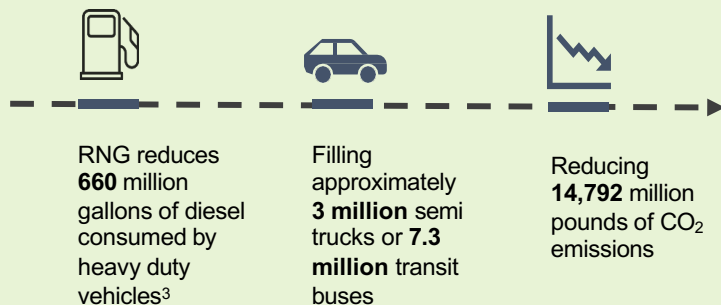 RNG reduces
660 million
gallons of diesel
consumed by
heavy duty
vehicles³
Filling
approximately
3 million semi
trucks or 7.3
million transit
buses
Reducing
14,792 million
pounds of CO₂
emissions